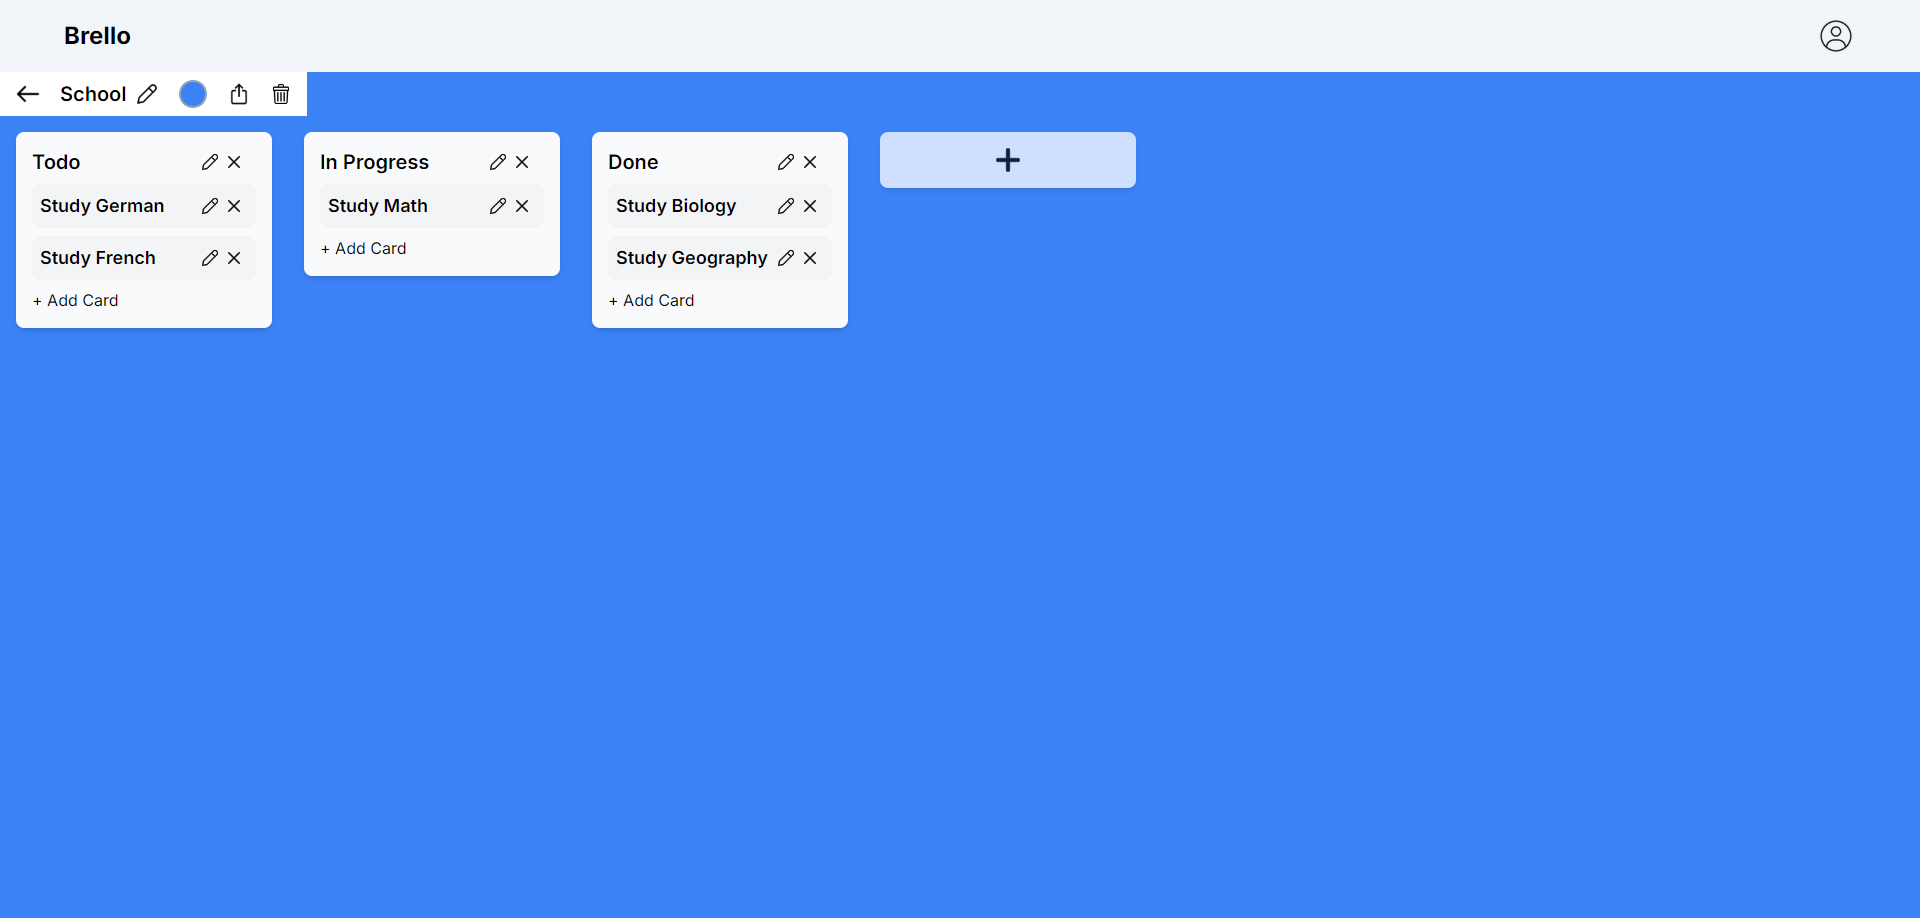 Brello
School
Todo
Study German
Study French
+ Add Card
In Progress
Study Math
+ Add Card
Done
Study Biology
Study Geography
+ Add Card